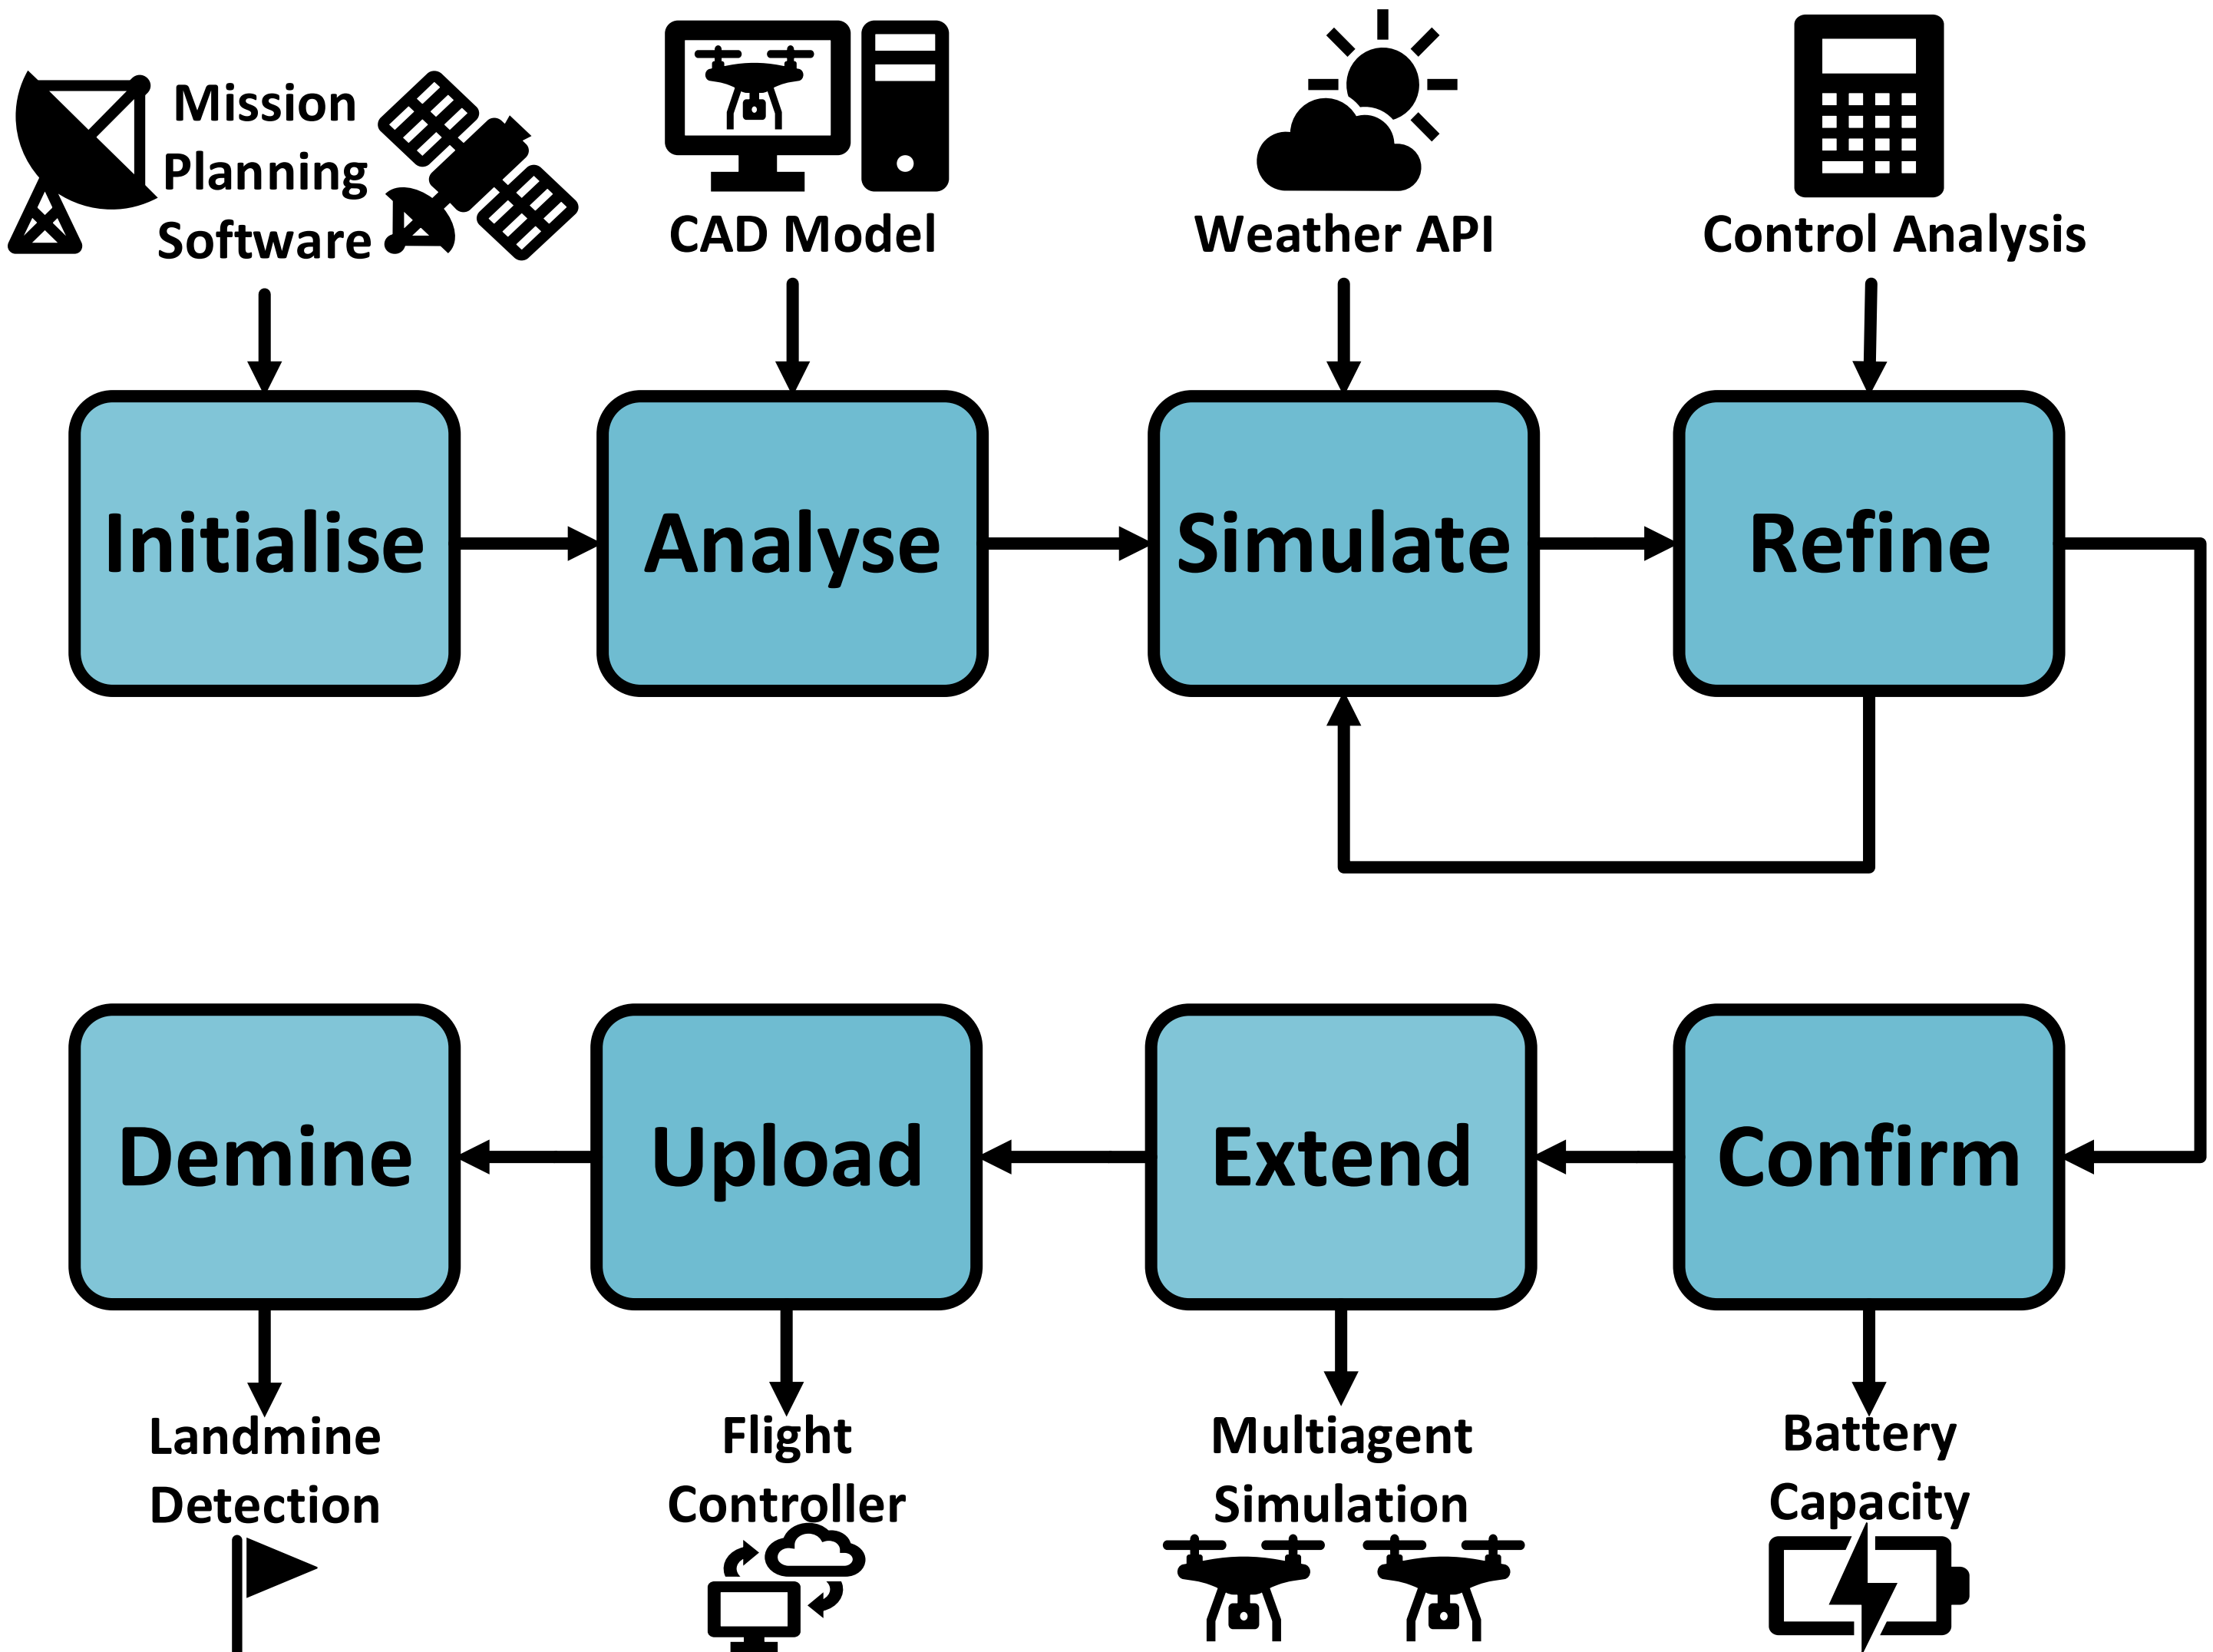 Mission
Planning
Software
CAD Model
Weather API
Control Analysis
Initialise
Analyse
Simulate
Refine
Demine
Upload
Extend
Confirm
Landmine
Detection
Flight
Controller
Multiagent
Simulation
Battery
Capacity